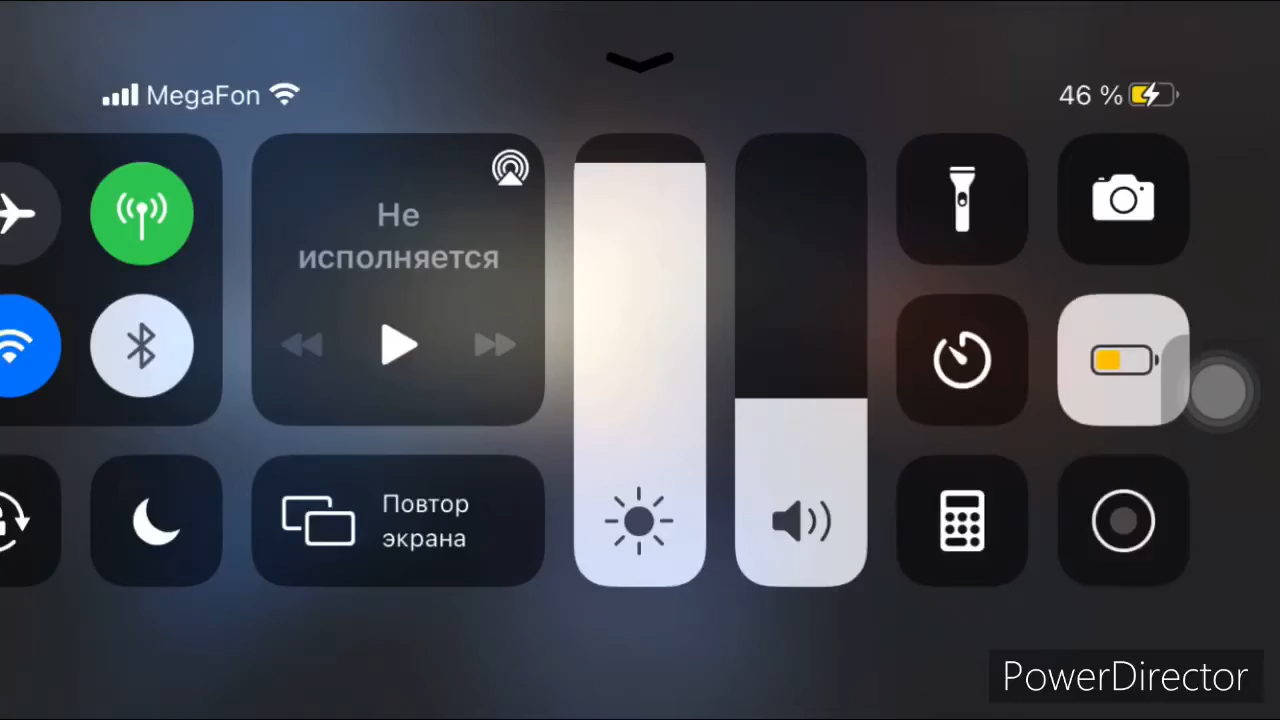 MegaFon
46 %
Не
исполняется
Повтор
экрана
PowerDirector